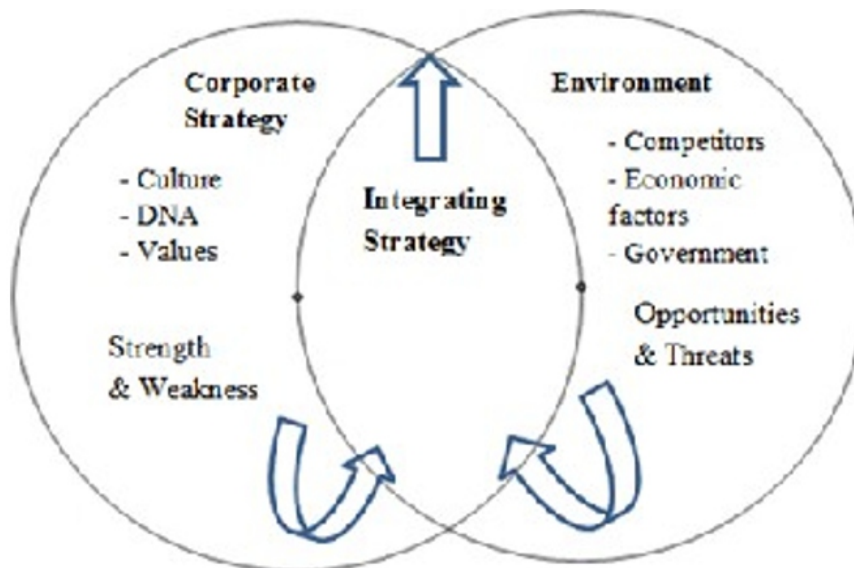 Corporate
Strategy
- Culture
- DNA
- Values
Strength
& Weakness
Integrating
Strategy
Environment
- Competitors
- Economic
factors
- Government
Opportunities
& Threats